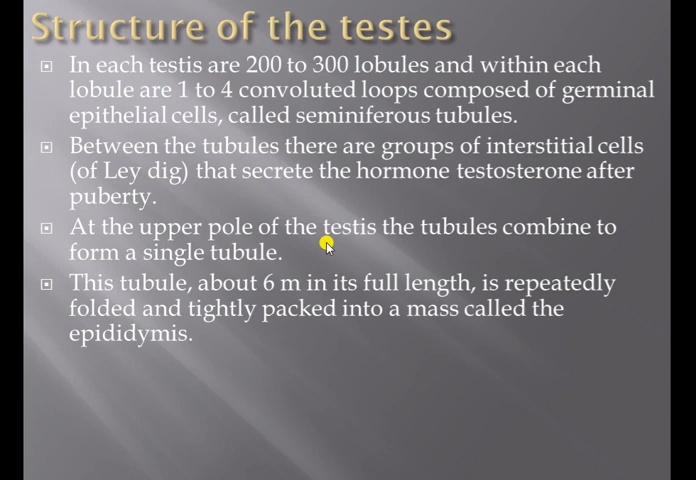 Structure of the testes
In each testis are 200 to 300 lobules and within each
lobule are 1 to 4 convoluted loops composed of germinal
epithelial cells, called seminiferous tubules.
Between the tubules there are groups of interstitial cells
(of Ley dig) that secrete the hormone testosterone after
puberty.
At the upper pole of the testis the tubules combine to
form a single tubule.
This tubule, about 6 m in its full length, is repeatedly
folded and tightly packed into a mass called the
epididymis.